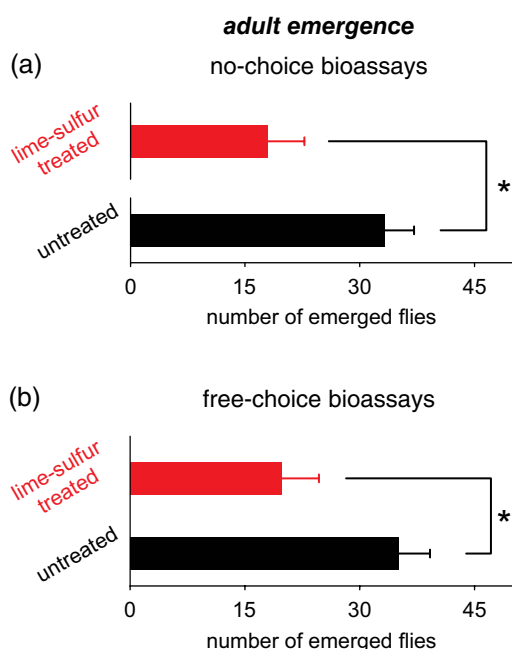 adult emergence
(a)
no-choice bioassays
lime-sulfur
treated
*
untreated
0 15 30 45
number of emerged flies
(b)
free-choice bioassays
lime-sulfur
treated
*
untreated
0 15 30 45
number of emerged flies